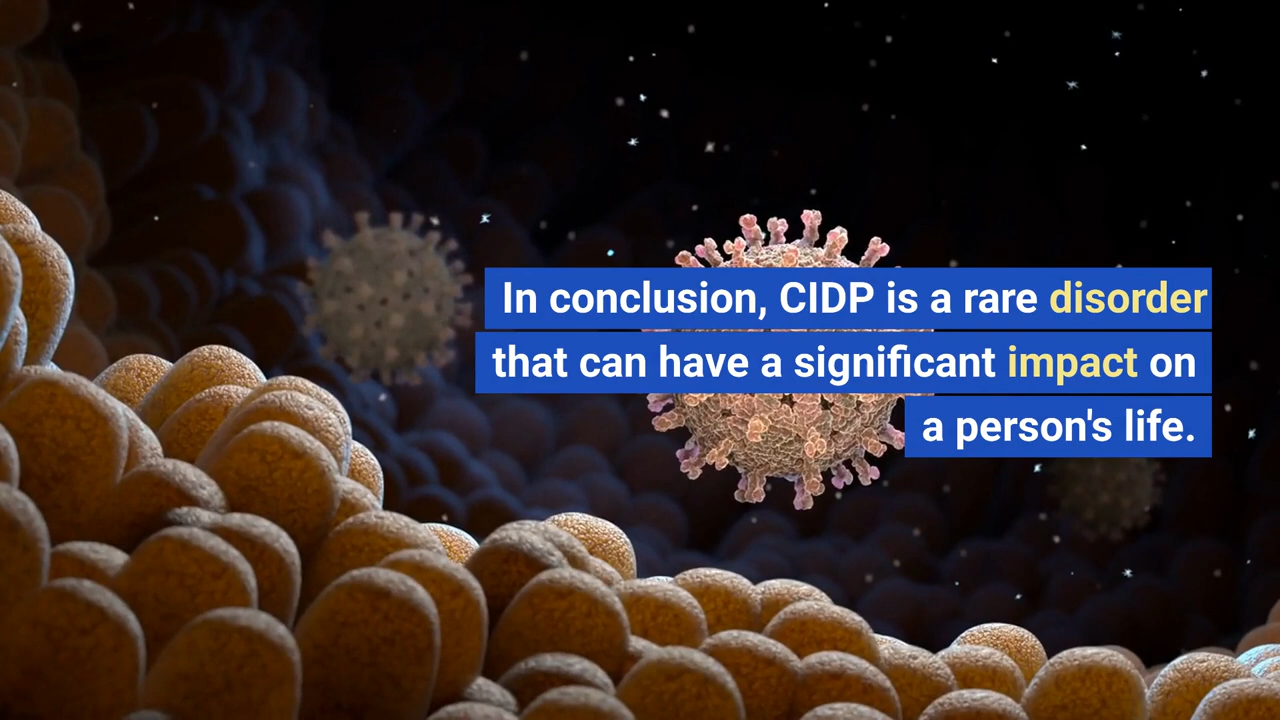 In conclusion, CIDP is a rare disorder
that can have a significant impact on
a person's life.